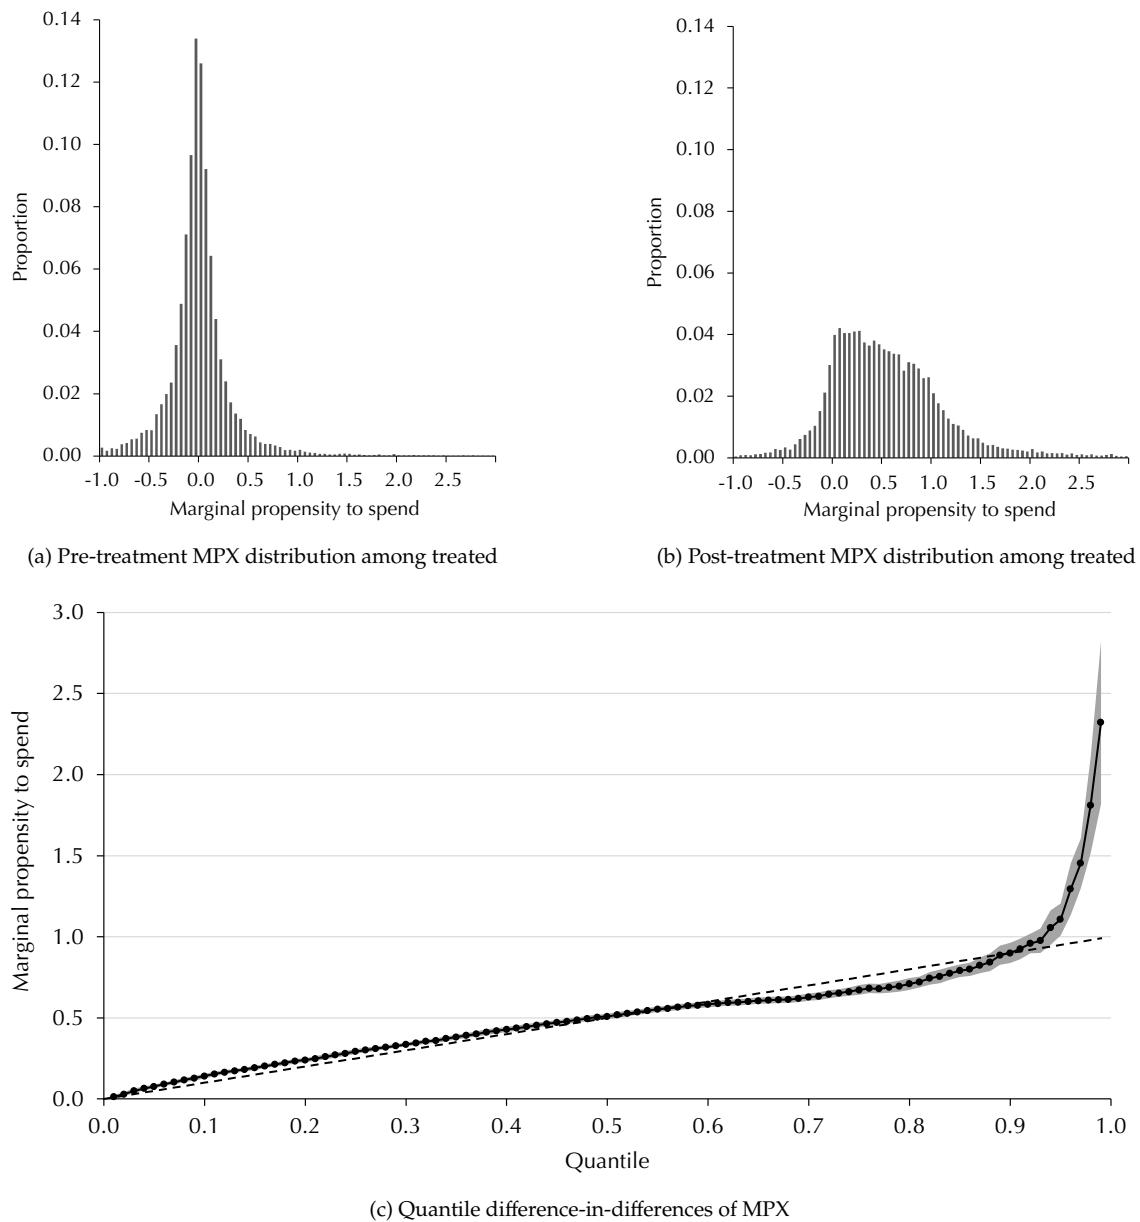 0.14
0.12
0.10
0.08
0.06
0.04
0.02
0.00
Proportion
-1.0 -0.5 0.0 0.5 1.0 1.5 2.0 2.5
Marginal propensity to spend
(a) Pre-treatment MPX distribution among treated
0.14
0.12
0.10
0.08
0.06
0.04
0.02
0.00
Proportion
-1.0 -0.5 0.0 0.5 1.0 1.5 2.0 2.5
Marginal propensity to spend
(b) Post-treatment MPX distribution among treated
3.0
2.5
2.0
1.5
1.0
0.5
0.0
Marginal propensity to spend
0.0 0.1 0.2 0.3 0.4 0.5 0.6 0.7 0.8 0.9 1.0
Quantile
(c) Quantile difference-in-differences of MPX